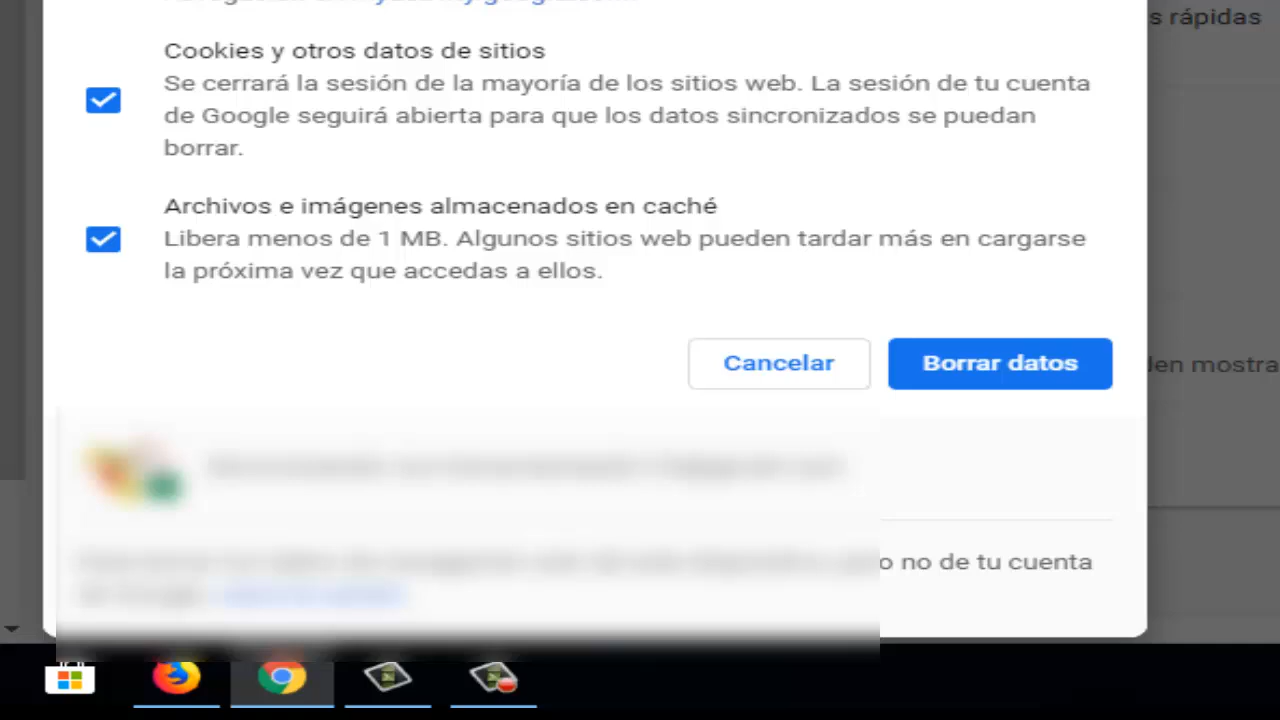 s rápidas
Cookies y otros datos de sitios
Se cerrará la sesión de la mayoría de los sitios web. La sesión de tu cuenta
de Google seguirá abierta para que los datos sincronizados se puedan
borrar.
Archivos e imágenes almacenados en caché
Libera menos de 1 MB. Algunos sitios web pueden tardar más en cargarse
la próxima vez que accedas a ellos.
Cancelar
Borrar datos
den mostra
o no de tu cuenta